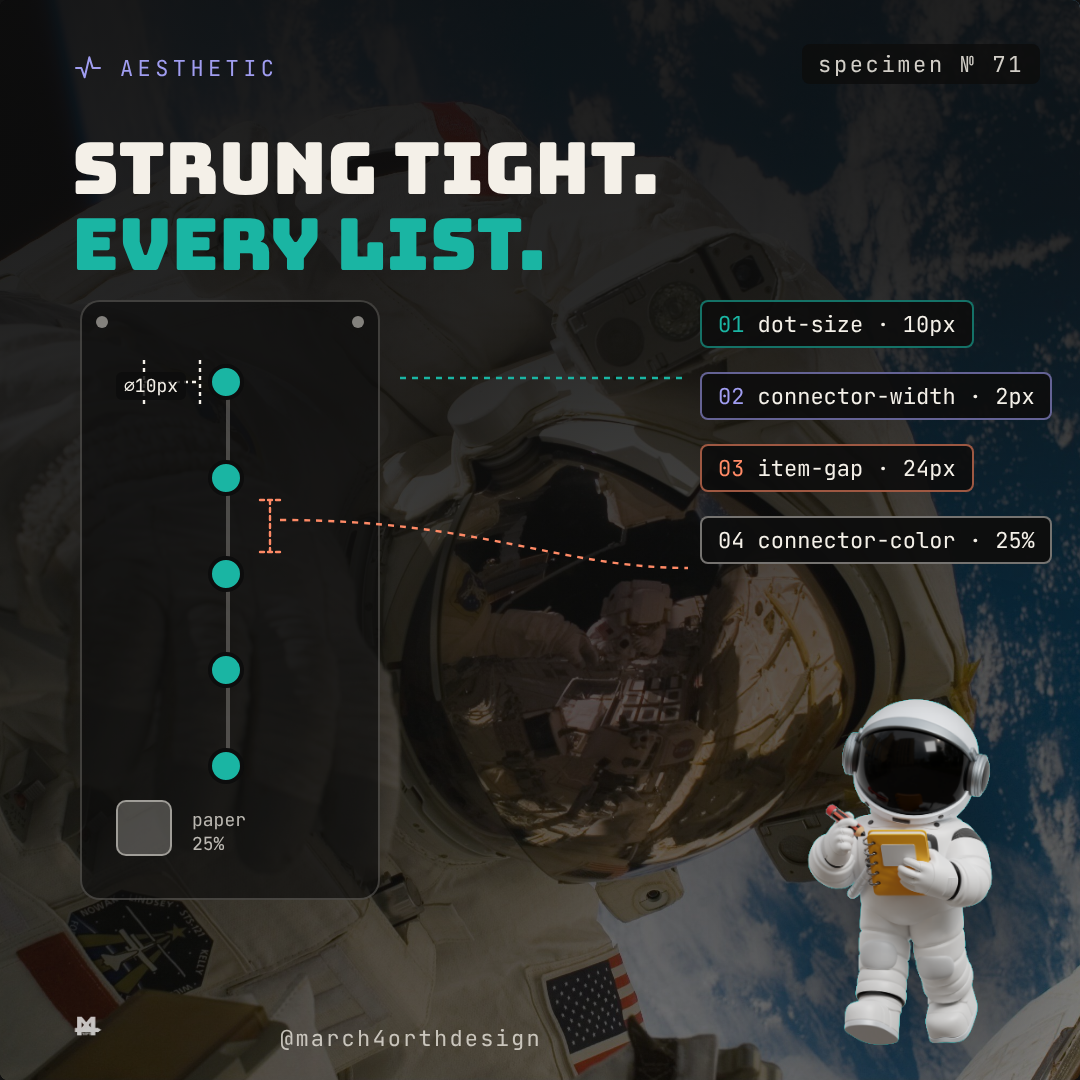 AESTHETIC
specimen № 71
STRUNG TIGHT.
EVERY LIST.
01 dot-size · 10px
⌀10px
02 connector-width · 2px
03 item-gap · 24px
04 connector-color · 25%
paper
25%
KELLY
@march4orthdesign